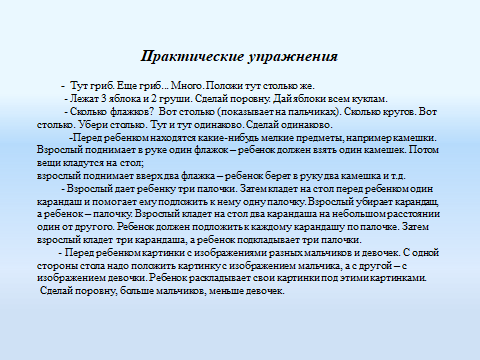 Практические упражнения
- Тут гриб. Еще гриб... Много. Положи тут столько же.
- Лежат 3 яблока и 2 груши. Сделай поровну. Дай яблоки всем куклам.
- Сколько флажков? Вот столько (показывает на пальчиках). Сколько кругов. Вот
столько. Убери столько. Тут и тут одинаково. Сделай одинаково.
-Перед ребенком находятся какие-нибудь мелкие предметы, например камешки.
Взрослый поднимает в руке один флажок – ребенок должен взять один камешек. Потом
вещи кладутся на стол;
взрослый поднимает вверх два флажка – ребенок берет в руку два камешка и т.д.
- Взрослый дает ребенку три палочки. Затем кладет на стол перед ребенком один
карандаш и помогает ему подложить к нему одну палочку. Взрослый убирает карандаш,
а ребенок – палочку. Взрослый кладет на стол два карандаша на небольшом расстоянии
один от другого. Ребенок должен подложить к каждому карандашу по палочке. Затем
взрослый кладет три карандаша, а ребенок подкладывает три палочки.
- Перед ребенком картинки с изображениями разных мальчиков и девочек. С одной
стороны стола надо положить картинку с изображением мальчика, а с другой – с
изображением девочки. Ребенок раскладывает свои картинки под этими картинками.
Сделай поровну, больше мальчиков, меньше девочек.